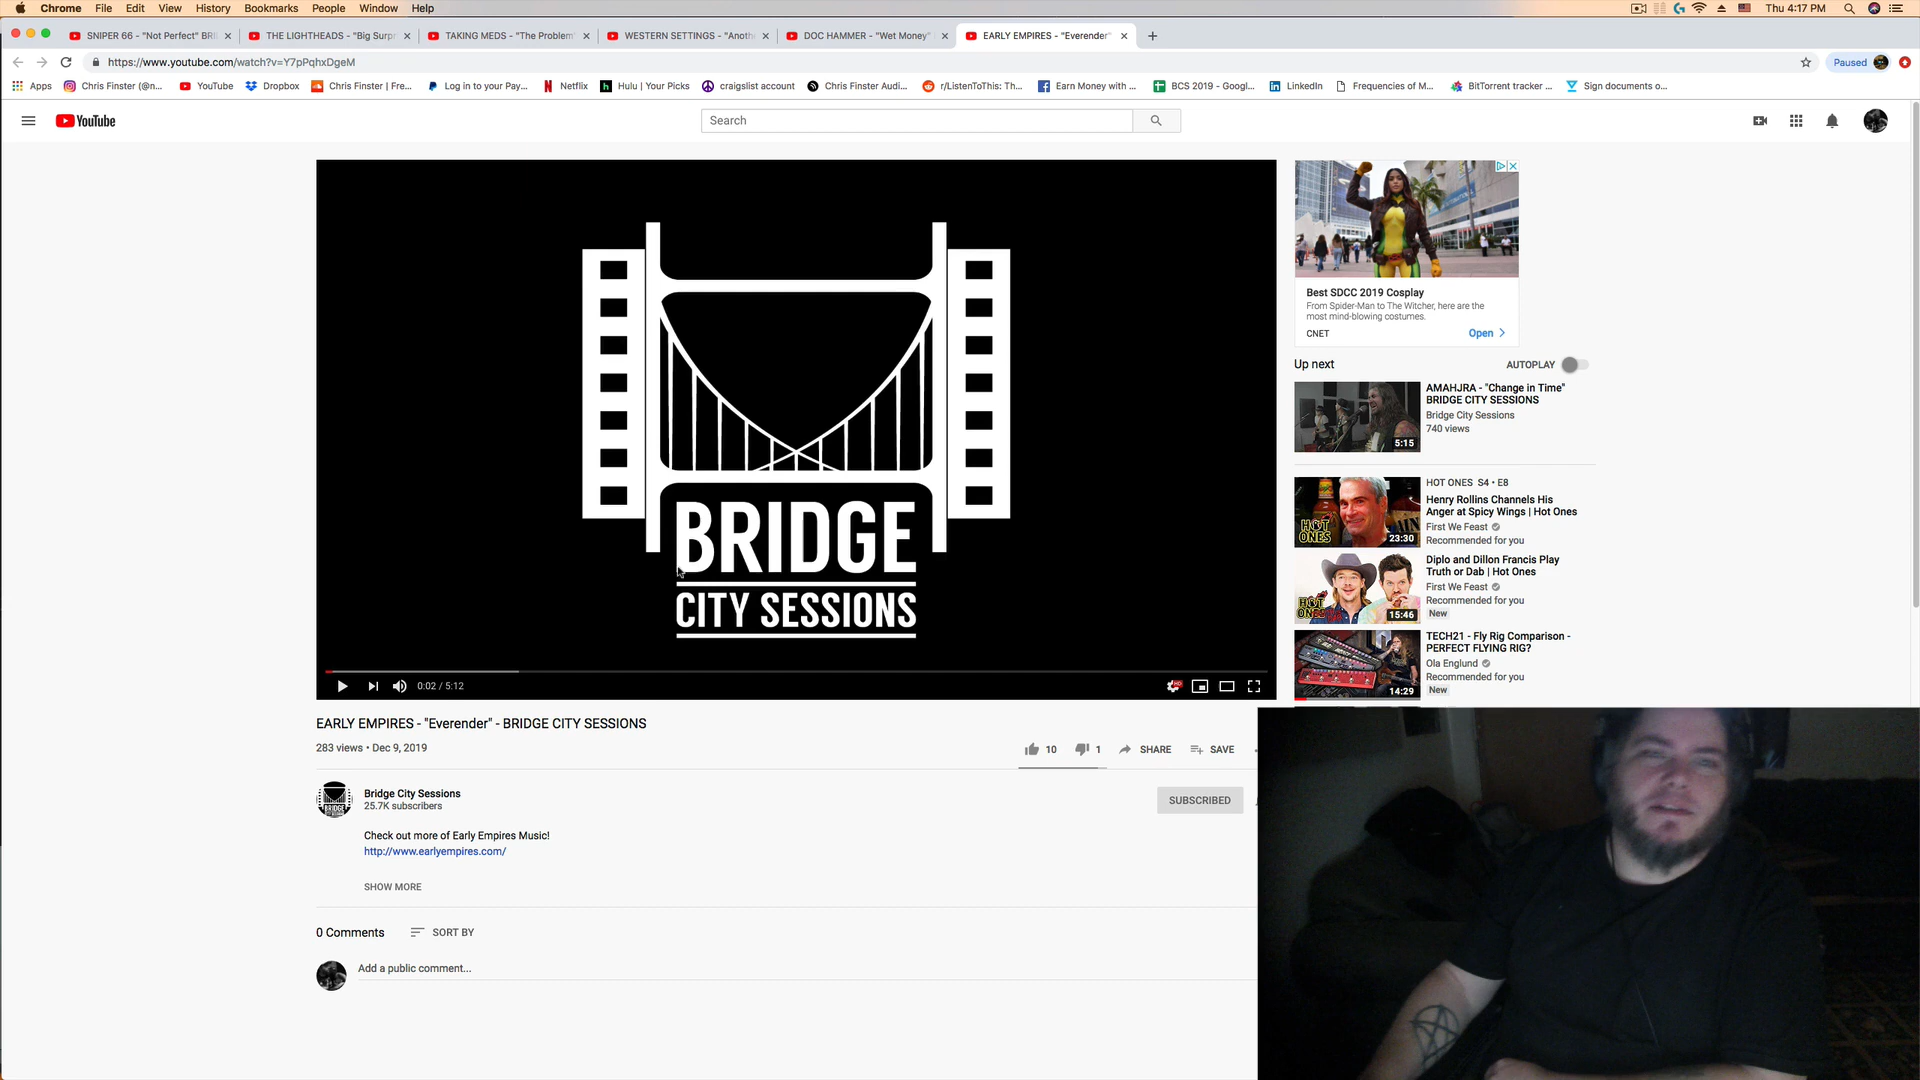 Chrome File Edit View History Bookmarks People Window Help
Thu 4:17 PM
SNIPER 66 - "Not Perfect" BRI
THE LIGHTHEADS - "Big Surpr
TAKING MEDS - "The Problem"
WESTERN SETTINGS - "Anoth
DOC HAMMER - "Wet Money"
EARLY EMPIRES - "Everender"
https://www.youtube.com/watch?v=Y7pPqhxDgeM
Paused
Apps
Chris Finster (@n...
YouTube
Dropbox
Chris Finster | Fre...
Log in to your Pay...
Netflix
Hulu | Your Picks
craigslist account
Chris Finster Audi...
r/ListenToThis: Th...
Earn Money with ...
BCS 2019 - Googl...
LinkedIn
Frequencies of M...
BitTorrent tracker ...
Sign documents o...
YouTube
Search
BRIDGE
CITY SESSIONS
0:02 / 5:12
HD
EARLY EMPIRES - "Everender" - BRIDGE CITY SESSIONS
283 views • Dec 9, 2019
10
1
SHARE
SAVE
Bridge City Sessions
25.7K subscribers
SUBSCRIBED
Check out more of Early Empires Music!
http://www.earlyempires.com/
SHOW MORE
0 Comments
SORT BY
Add a public comment...
Best SDCC 2019 Cosplay
From Spider-Man to The Witcher, here are the
most mind-blowing costumes.
CNET
Open
Up next
AUTOPLAY
AMAHJRA - "Change in Time"
BRIDGE CITY SESSIONS
Bridge City Sessions
740 views
5:15
HOT ONES S4 • E8
Henry Rollins Channels His
Anger at Spicy Wings | Hot Ones
First We Feast
Recommended for you
HOT
ONES
23:30
Diplo and Dillon Francis Play
Truth or Dab | Hot Ones
First We Feast
Recommended for you
New
HOT
ONES
15:46
TECH21 - Fly Rig Comparison -
PERFECT FLYING RIG?
Ola Englund
Recommended for you
New
14:29